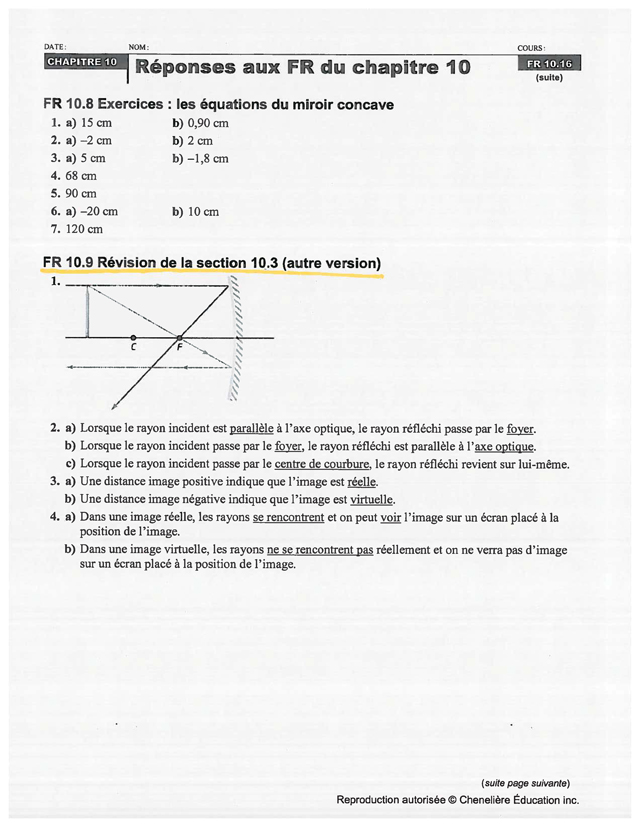 DATE: NOM: COURS:
CHAPITRE 10 Réponses aux FR du chapitre 10 FR 10.16
(suite)
FR 10.8 Exercices : les équations du miroir concave
1. a) 15 cm b) 0,90 cm
2. a) –2 cm b) 2 cm
3. a) 5 cm b) –1,8 cm
4. 68 cm
5. 90 cm
6. a) –20 cm b) 10 cm
7. 120 cm
FR 10.9 Révision de la section 10.3 (autre version)
1.
C F
2. a) Lorsque le rayon incident est parallèle à l'axe optique, le rayon réfléchi passe par le foyer.
b) Lorsque le rayon incident passe par le foyer, le rayon réfléchi est parallèle à l'axe optique.
c) Lorsque le rayon incident passe par le centre de courbure, le rayon réfléchi revient sur lui-même.
3. a) Une distance image positive indique que l'image est réelle.
b) Une distance image négative indique que l'image est virtuelle.
4. a) Dans une image réelle, les rayons se rencontrent et on peut voir l'image sur un écran placé à la
position de l'image.
b) Dans une image virtuelle, les rayons ne se rencontrent pas réellement et on ne verra pas d'image
sur un écran placé à la position de l'image.
(suite page suivante)
Reproduction autorisée © Chenelière Éducation inc.